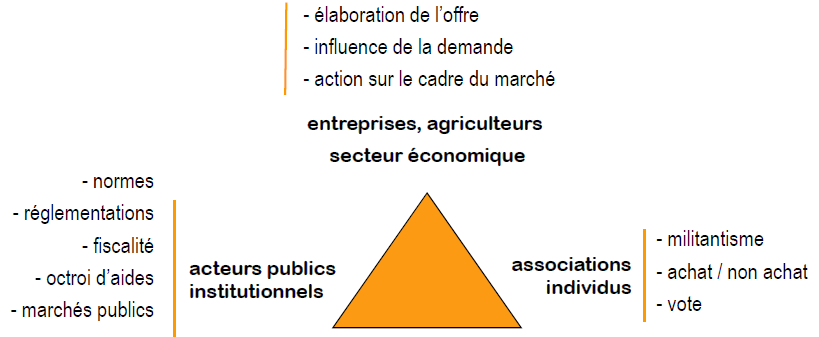 - élaboration de l'offre
- influence de la demande
- action sur le cadre du marché
entreprises, agriculteurs
secteur économique
- normes
- réglementations
- fiscalité
- octroi d'aides
- marchés publics
acteurs publics
institutionnels
associations
individus
- militantisme
- achat / non achat
- vote